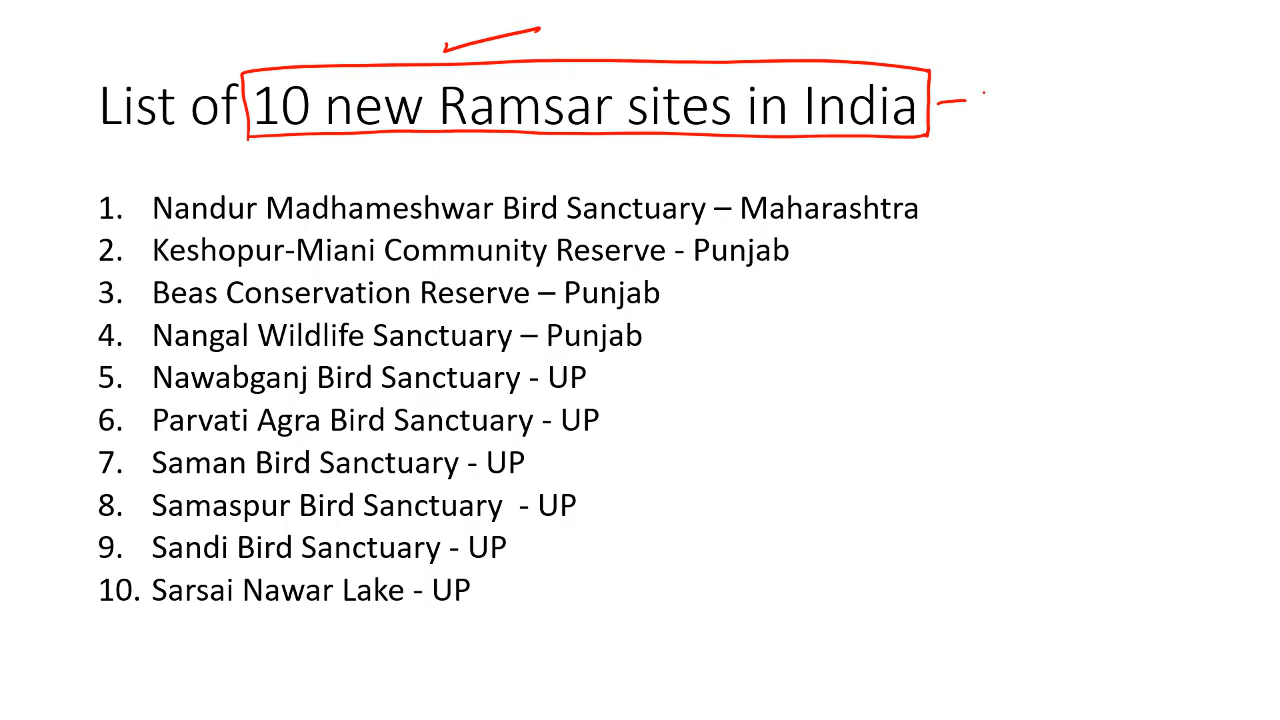 List of 10 new Ramsar sites in India
1. Nandur Madhameshwar Bird Sanctuary – Maharashtra
2. Keshopur-Miani Community Reserve - Punjab
3. Beas Conservation Reserve – Punjab
4. Nangal Wildlife Sanctuary – Punjab
5. Nawabganj Bird Sanctuary - UP
6. Parvati Agra Bird Sanctuary - UP
7. Saman Bird Sanctuary - UP
8. Samaspur Bird Sanctuary  - UP
9. Sandi Bird Sanctuary - UP
10. Sarsai Nawar Lake - UP